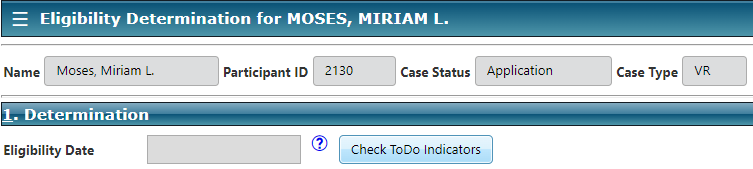 ☰ Eligibility Determination for MOSES, MIRIAM L.
Name Moses, Miriam L. Participant ID 2130 Case Status Application Case Type VR
1. Determination
Eligibility Date ? Check ToDo Indicators